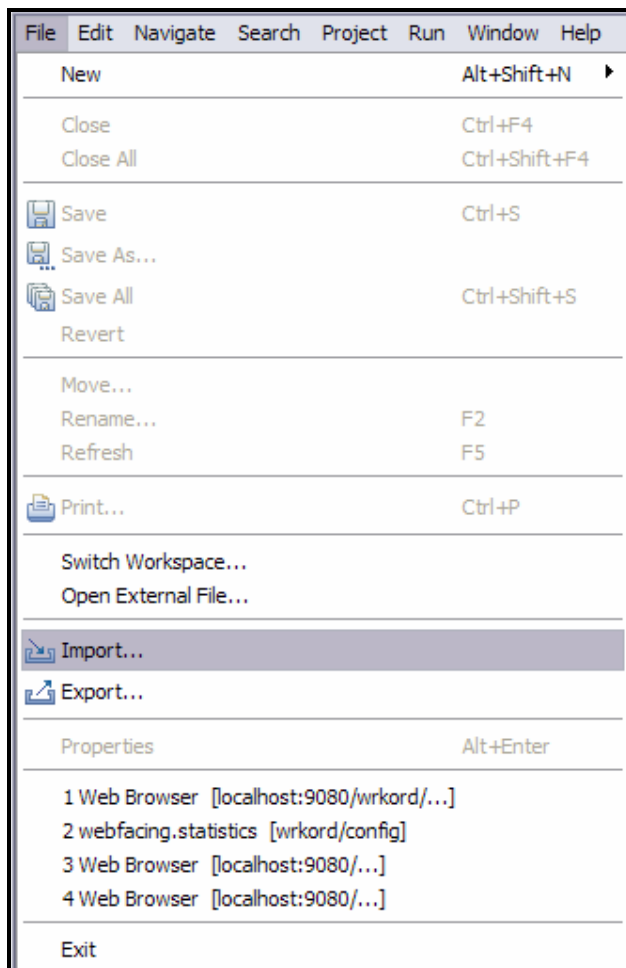 File Edit Navigate Search Project Run Window Help
New Alt+Shift+N
Close Ctrl+F4
Close All Ctrl+Shift+F4
Save Ctrl+S
Save As...
Save All Ctrl+Shift+S
Revert
Move...
Rename... F2
Refresh F5
Print... Ctrl+P
Switch Workspace...
Open External File...
Import...
Export...
Properties Alt+Enter
1 Web Browser [localhost:9080/wrkord/...]
2 webfacing.statistics [wrkord/config]
3 Web Browser [localhost:9080/...]
4 Web Browser [localhost:9080/...]
Exit